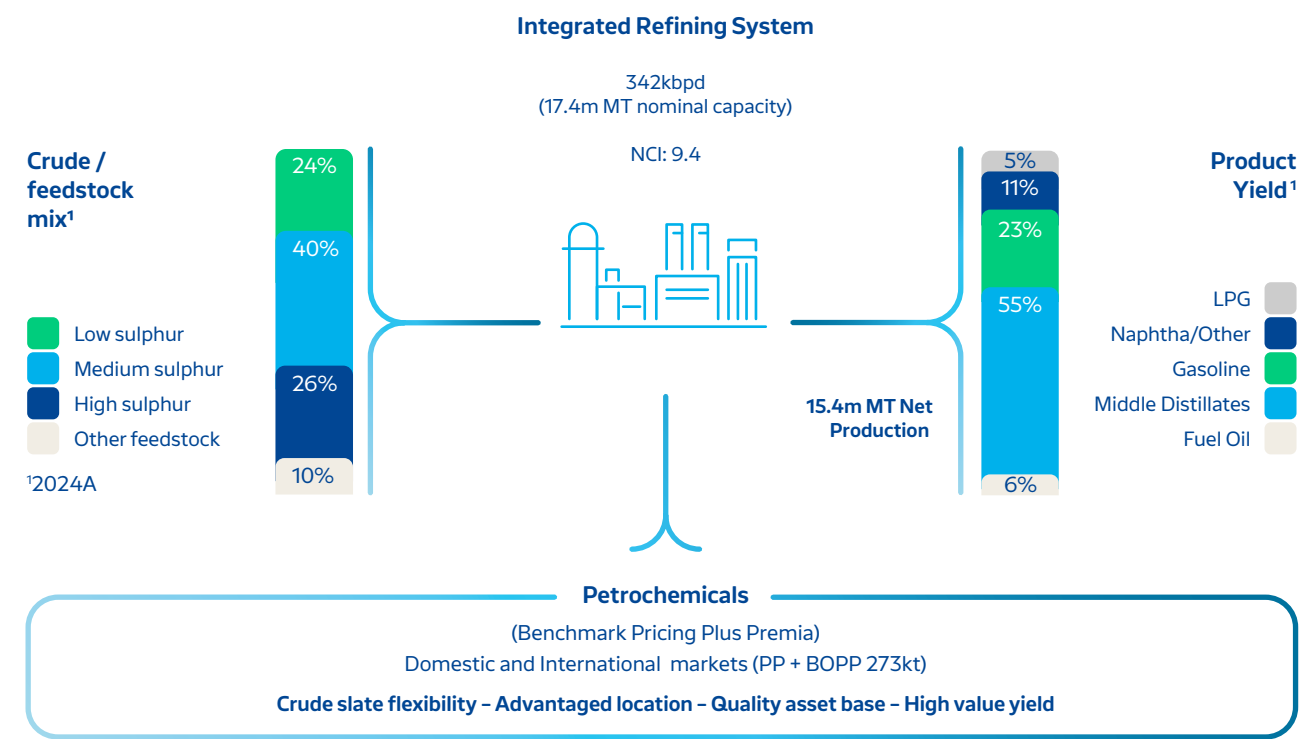 Integrated Refining System
342kbpd
(17.4m MT nominal capacity)
NCI: 9.4
Crude /
feedstock
mix¹
24%
40%
26%
10%
Low sulphur
Medium sulphur
High sulphur
Other feedstock
¹2024A
Product
Yield¹
5%
11%
23%
55%
6%
LPG
Naphtha/Other
Gasoline
Middle Distillates
Fuel Oil
15.4m MT Net
Production
Petrochemicals
(Benchmark Pricing Plus Premia)
Domestic and International markets (PP + BOPP 273kt)
Crude slate flexibility – Advantaged location – Quality asset base – High value yield